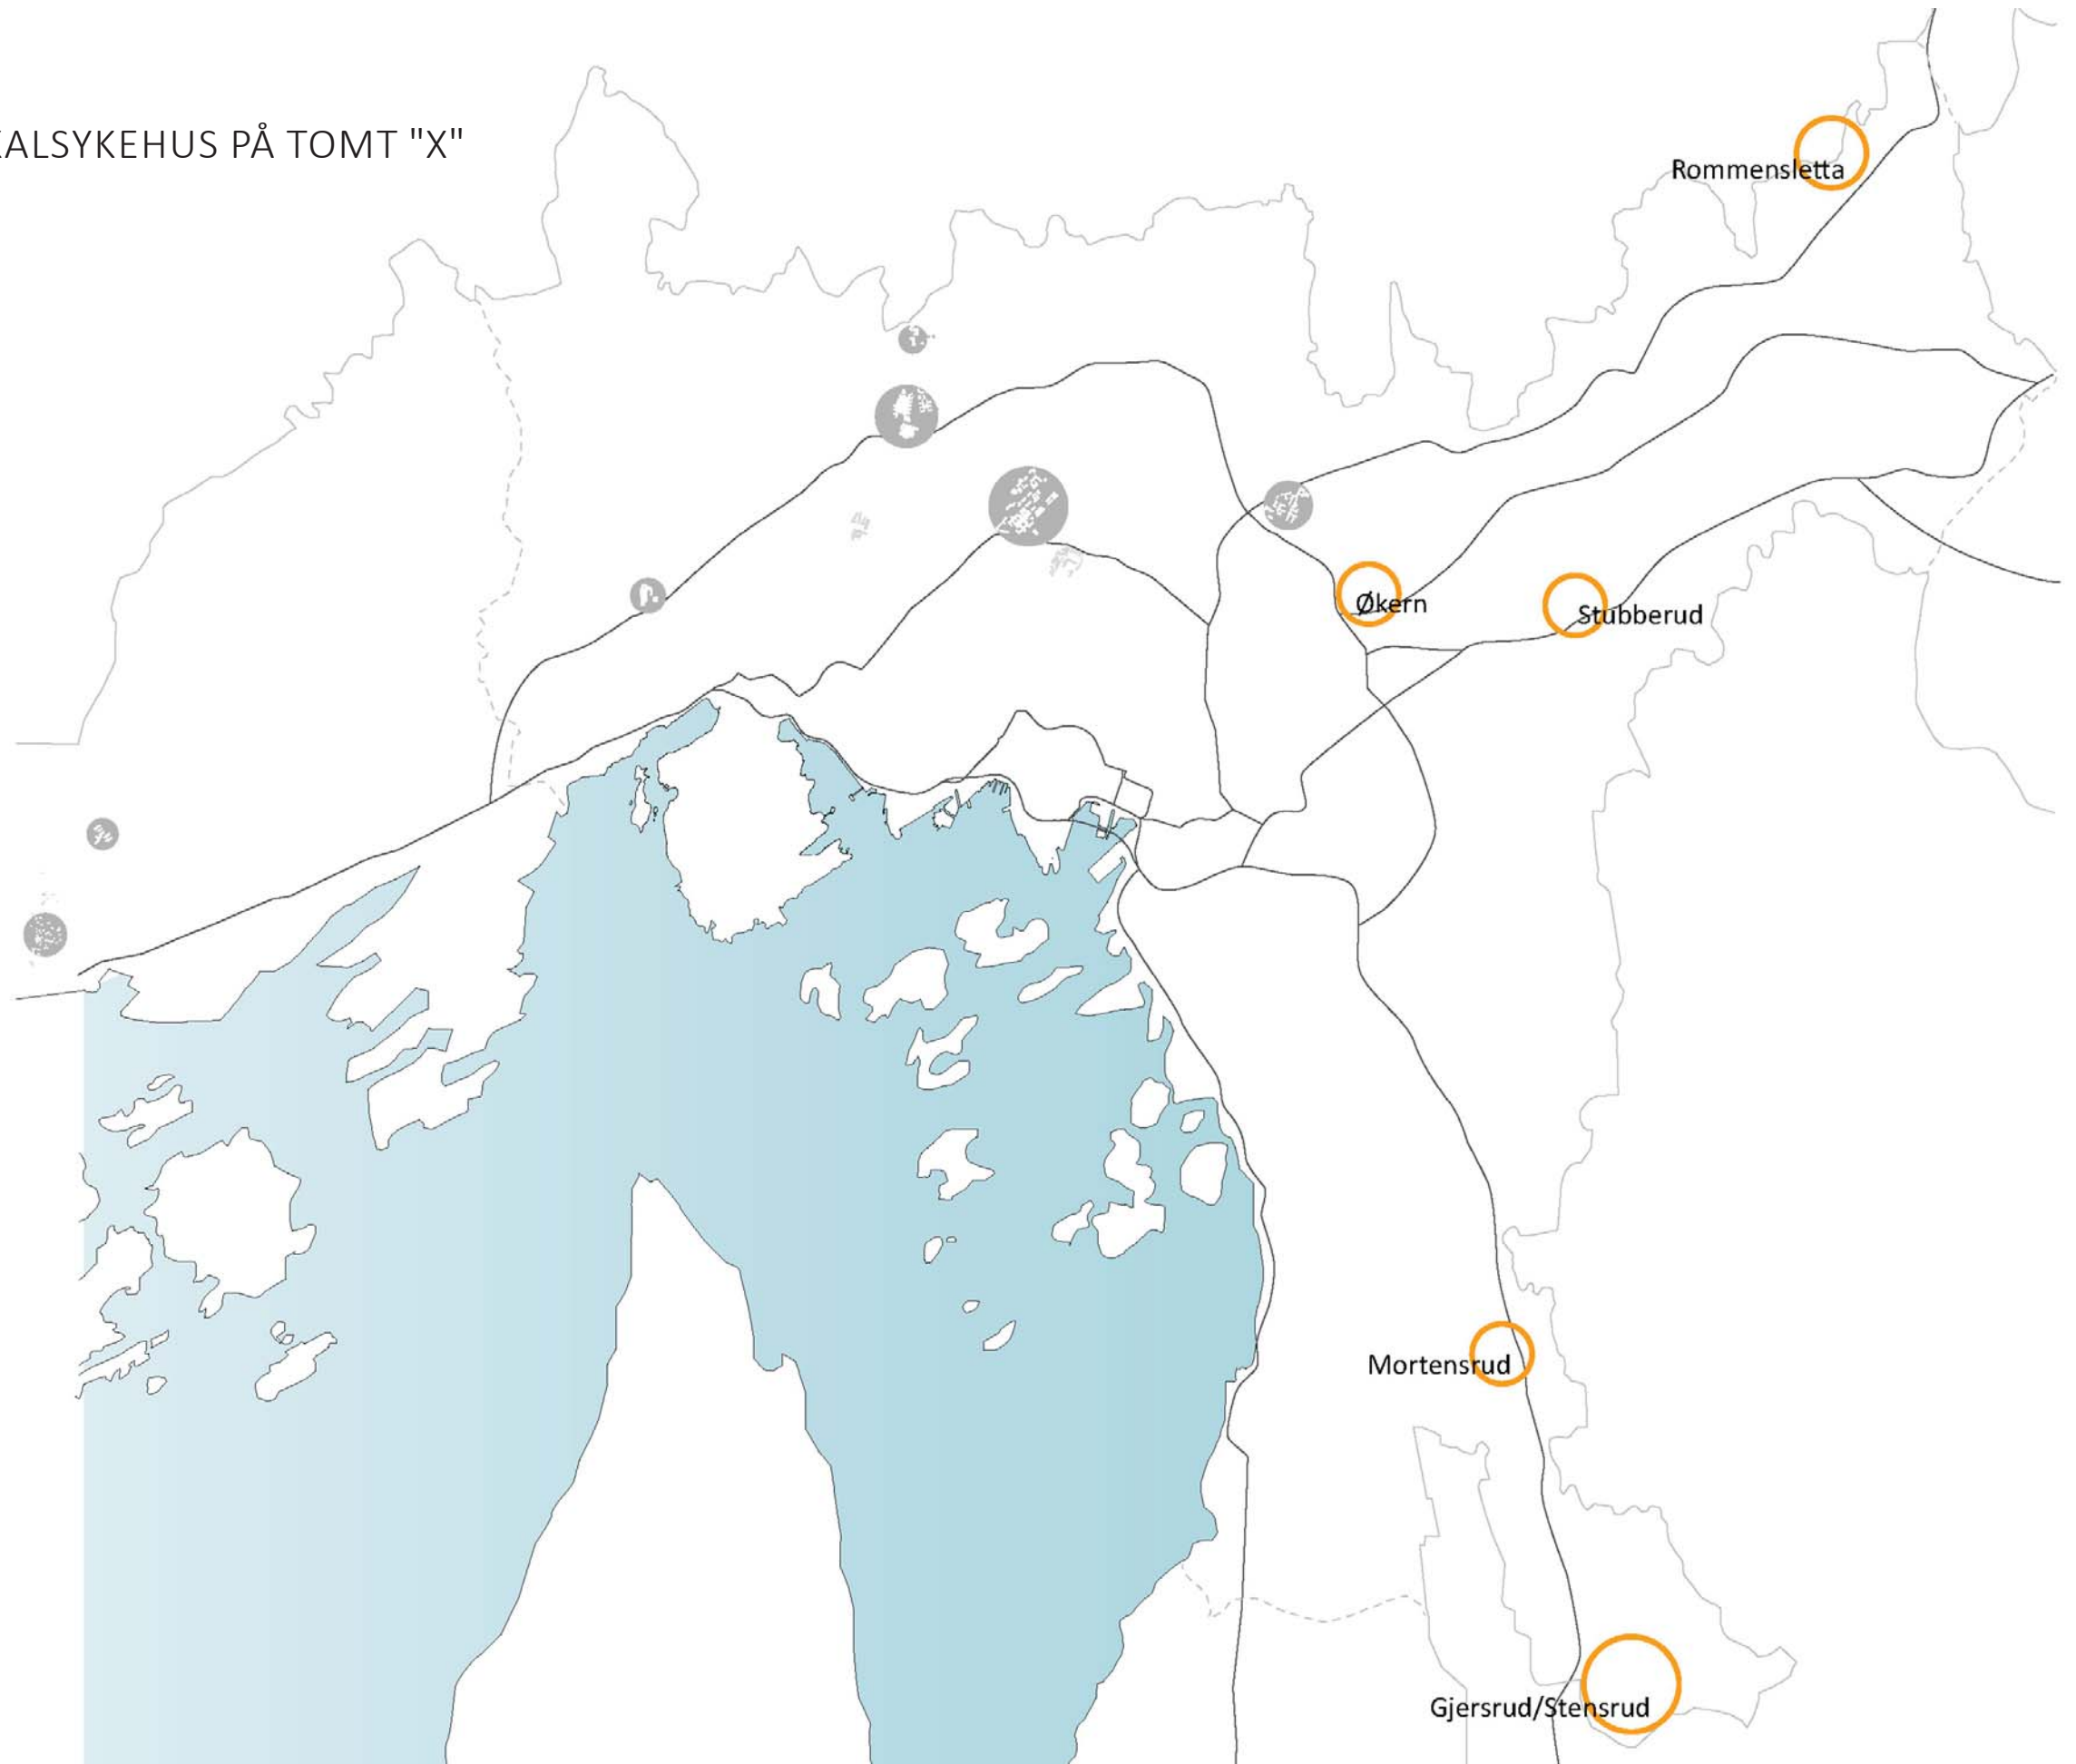 ALSYKEHUS PÅ TOMT "X"
Rommensletta
Økern
Stubberud
Mortensrud
Gjersrud/Stensrud